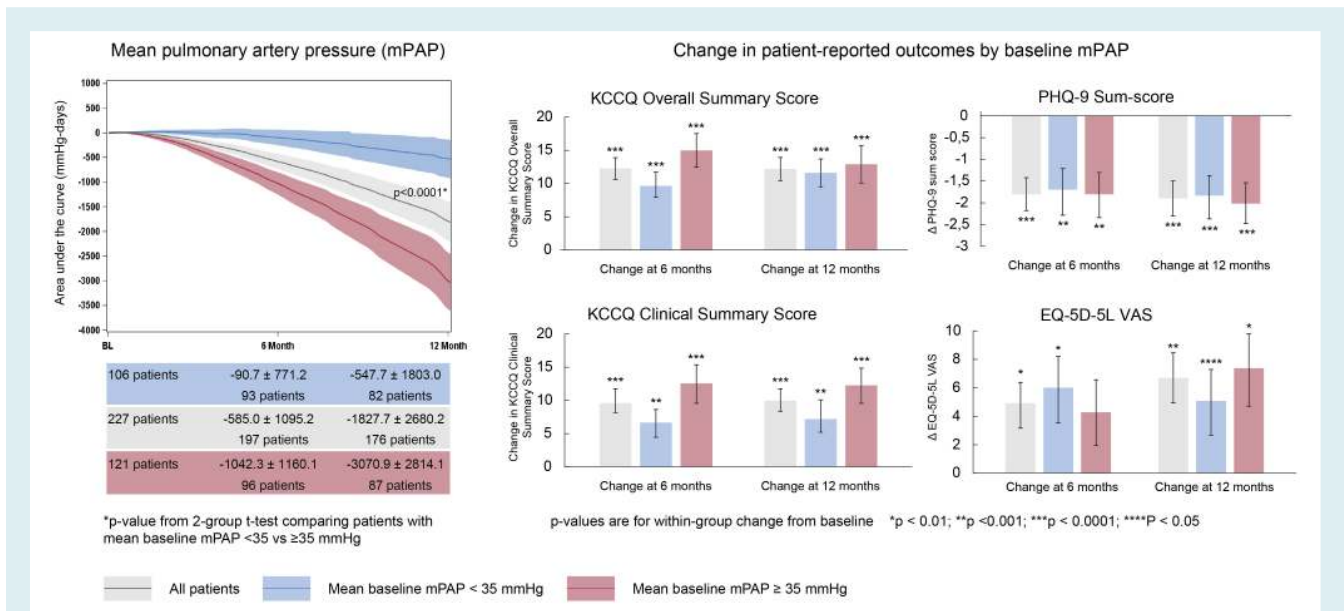 Mean pulmonary artery pressure (mPAP)
Area under the curve (mmHg-days)
1000
500
0
-500
-1000
-1500
-2000
-2500
-3000
-3500
-4000
p<0.0001*
BL 6 Month 12 Month
106 patients -90.7 ± 771.2 -547.7 ± 1803.0
93 patients 82 patients
227 patients -585.0 ± 1095.2 -1827.7 ± 2680.2
197 patients 176 patients
121 patients -1042.3 ± 1160.1 -3070.9 ± 2814.1
96 patients 87 patients
*p-value from 2-group t-test comparing patients with
mean baseline mPAP <35 vs ≥35 mmHg
Change in patient-reported outcomes by baseline mPAP
KCCQ Overall Summary Score
Change in KCCQ Overall
Summary Score
20
15
10
5
0
*** *** *** *** *** ***
Change at 6 months Change at 12 months
PHQ-9 Sum-score
Δ PHQ-9 sum score
0
-0,5
-1
-1,5
-2
-2,5
-3
*** ** ** *** *** ***
Change at 6 months Change at 12 months
KCCQ Clinical Summary Score
Change in KCCQ Clinical
Summary Score
20
15
10
5
0
*** ** *** *** ** ***
Change at 6 months Change at 12 months
EQ-5D-5L VAS
Δ EQ-5D-5L VAS
10
8
6
4
2
0
* * ** **** *
Change at 6 months Change at 12 months
p-values are for within-group change from baseline *p < 0.01; **p <0.001; ***p < 0.0001; ****P < 0.05
All patients Mean baseline mPAP < 35 mmHg Mean baseline mPAP ≥ 35 mmHg